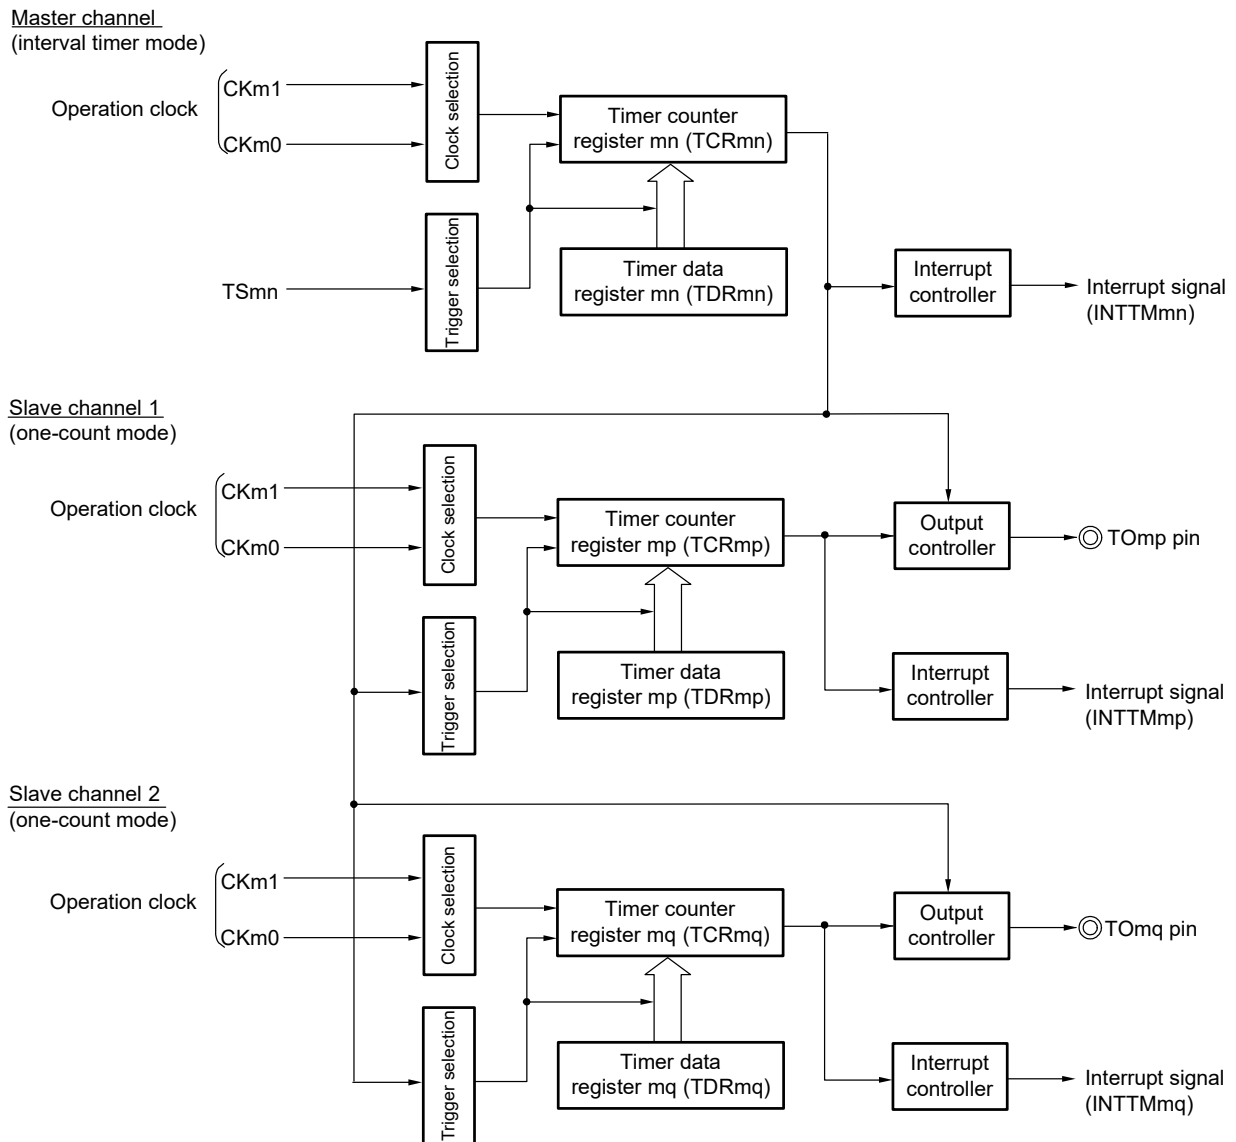 Master channel
(interval timer mode)
Operation clock
CKm1
CKm0
Clock selection
Timer counter
register mn (TCRmn)
TSmn
Trigger selection
Timer data
register mn (TDRmn)
Interrupt
controller
Interrupt signal
(INTTMmn)
Slave channel 1
(one-count mode)
Operation clock
CKm1
CKm0
Clock selection
Timer counter
register mp (TCRmp)
Output
controller
TOmp pin
Trigger selection
Timer data
register mp (TDRmp)
Interrupt
controller
Interrupt signal
(INTTMmp)
Slave channel 2
(one-count mode)
Operation clock
CKm1
CKm0
Clock selection
Timer counter
register mq (TCRmq)
Output
controller
TOmq pin
Trigger selection
Timer data
register mq (TDRmq)
Interrupt
controller
Interrupt signal
(INTTMmq)